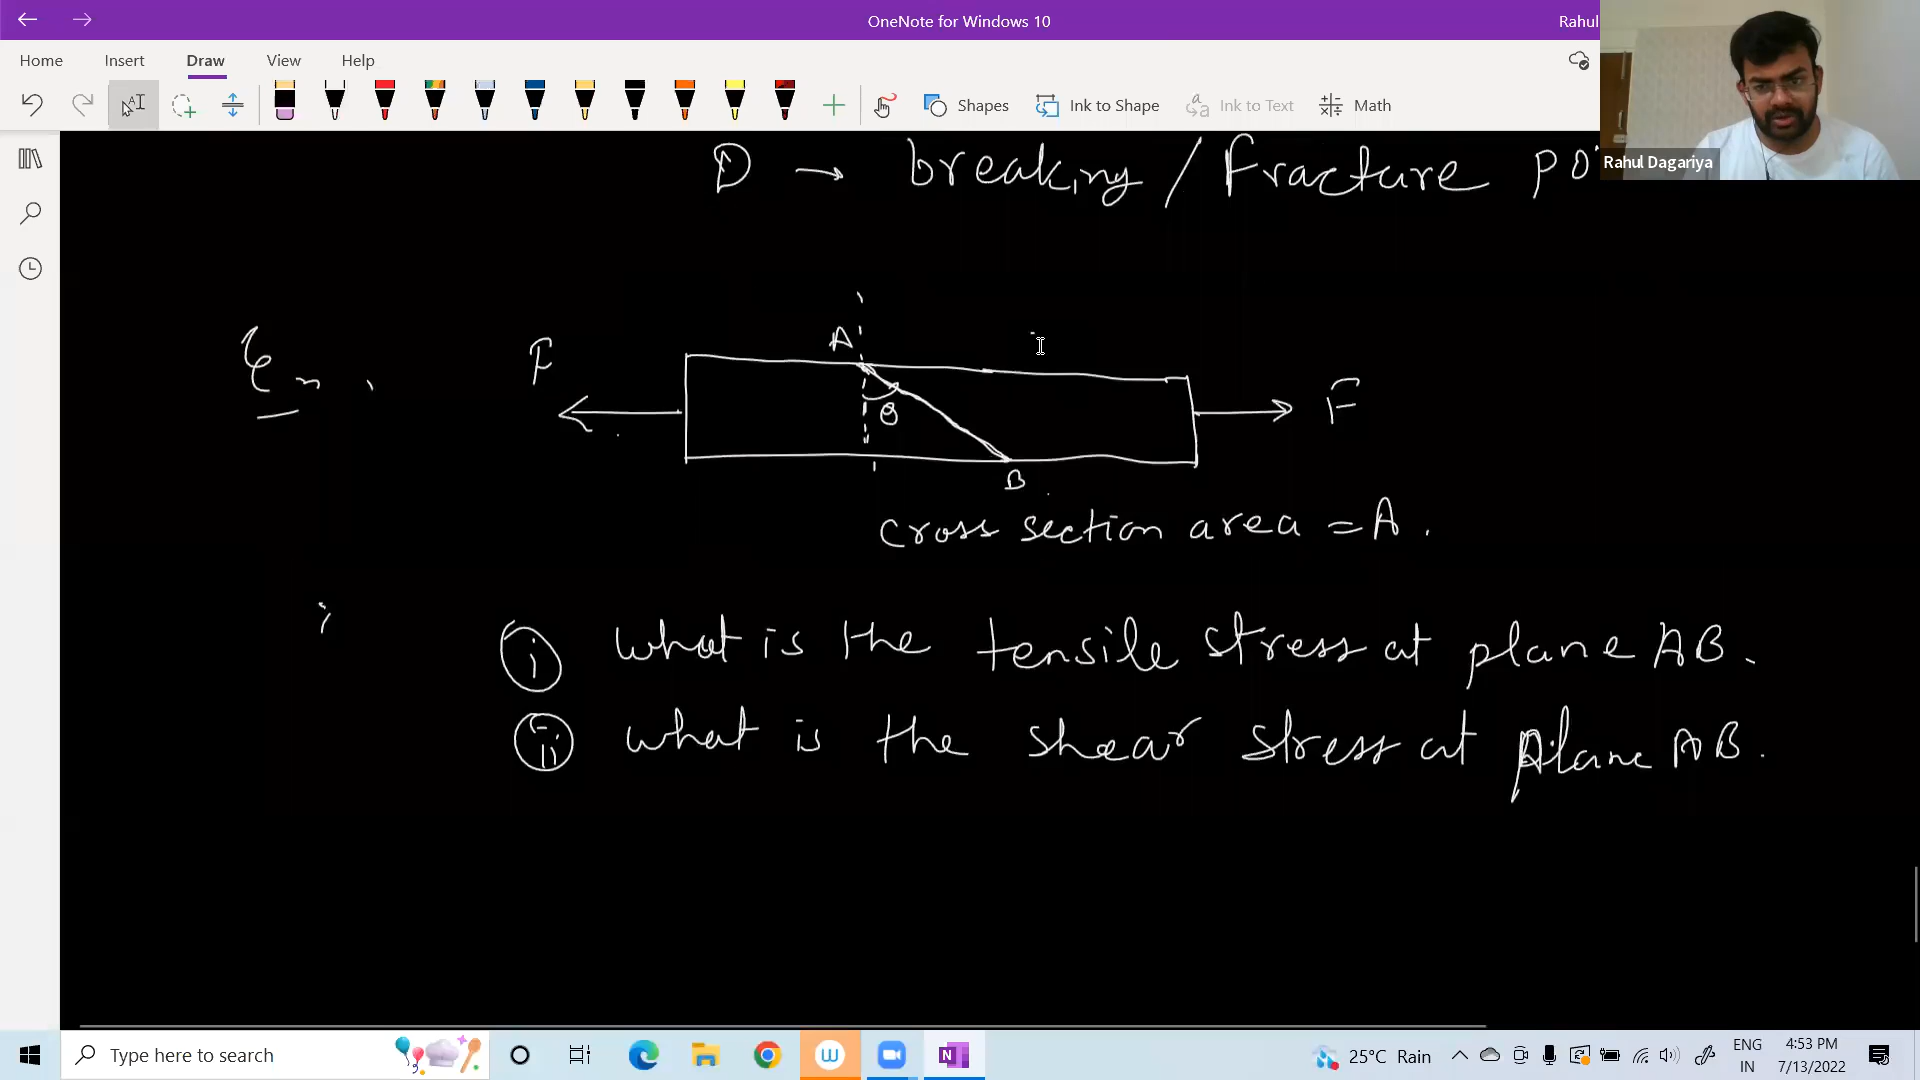 OneNote for Windows 10
Rahul
Home Insert Draw View Help
Shapes Ink to Shape Ink to Text Math
Rahul Dagariya
D → breaking / Fracture po
A
F
Ex.
θ
F
B
cross section area = A.
i what is the tensile stress at plane AB.
ii what is the shear stress at plane AB.
Type here to search
25°C Rain
ENG
IN
4:53 PM
7/13/2022